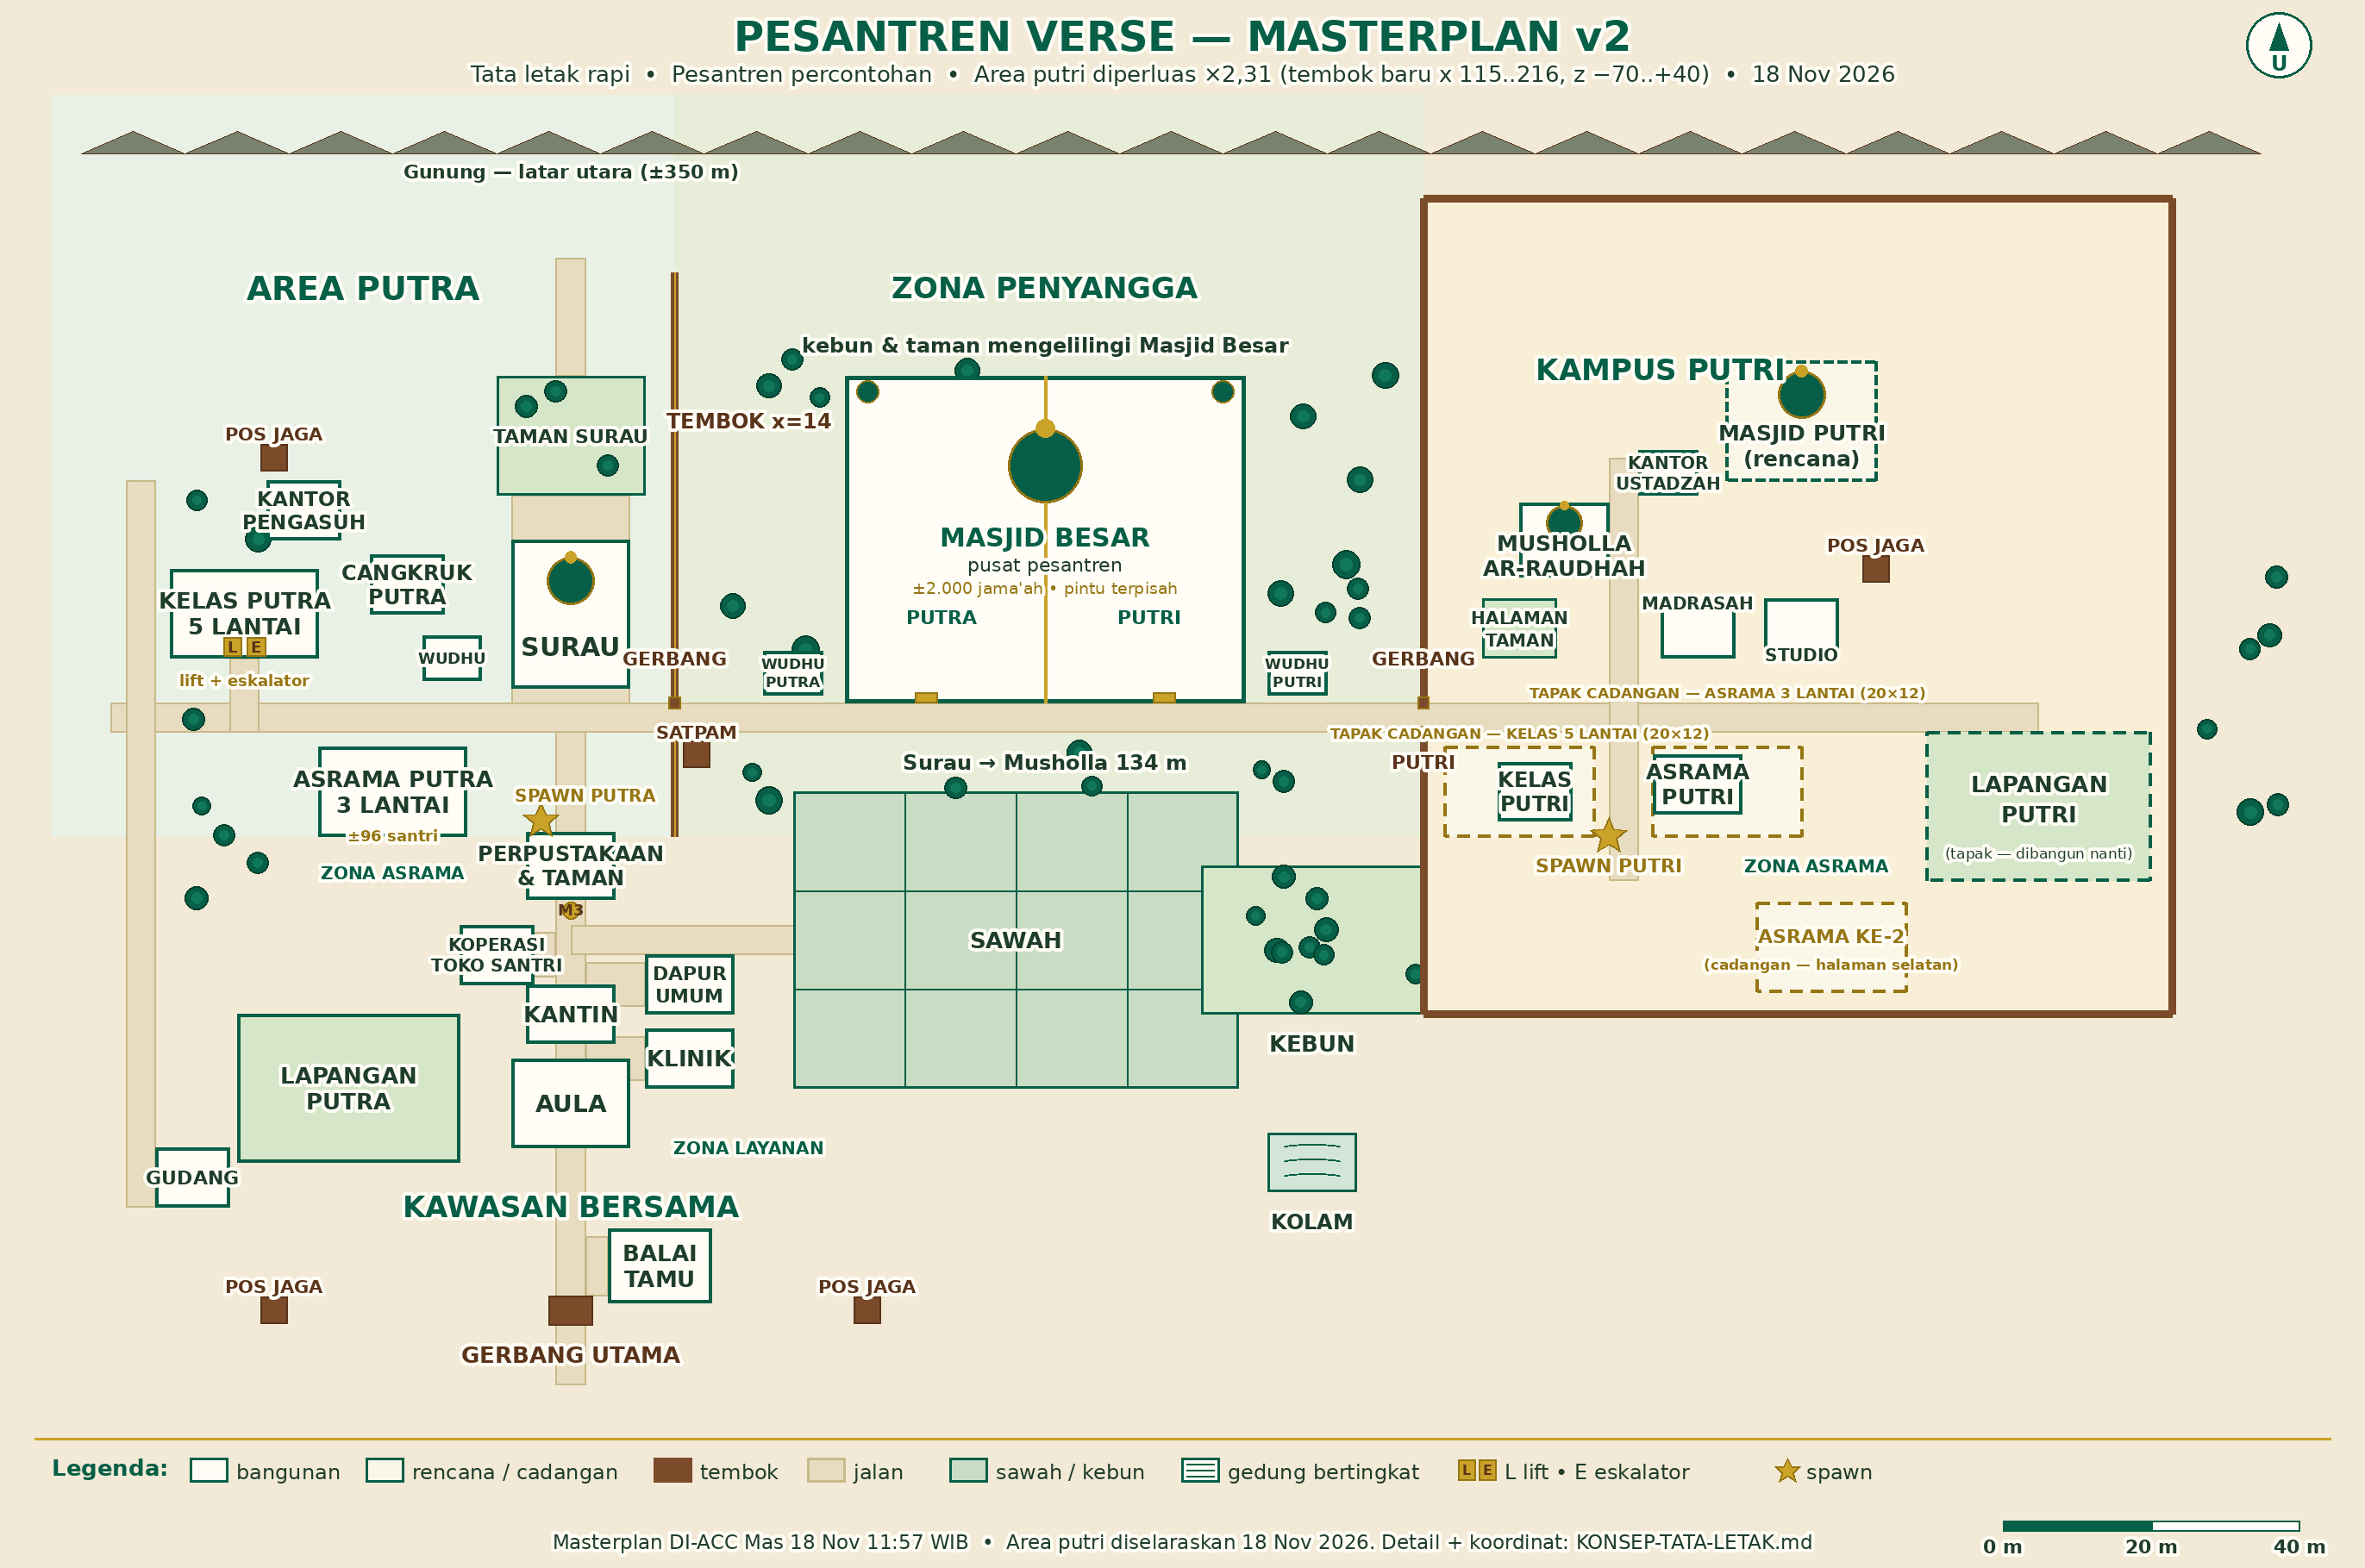 PESANTREN VERSE — MASTERPLAN v2
Tata letak rapi • Pesantren percontohan • Area putri diperluas ×2,31 (tembok baru x 115..216, z −70..+40) • 18 Nov 2026
U
Gunung — latar utara (±350 m)
AREA PUTRA
POS JAGA
TAMAN SURAU
KANTOR
PENGASUH
CANGKRUK
PUTRA
KELAS PUTRA
5 LANTAI
L E
lift + eskalator
WUDHU
SURAU
TEMBOK x=14
GERBANG
SATPAM
ZONA PENYANGGA
kebun & taman mengelilingi Masjid Besar
MASJID BESAR
pusat pesantren
±2.000 jama'ah • pintu terpisah
PUTRA
PUTRI
WUDHU
PUTRA
WUDHU
PUTRI
GERBANG
PUTRI
Surau → Musholla 134 m
KAMPUS PUTRI
MASJID PUTRI
(rencana)
KANTOR
USTADZAH
MUSHOLLA
AR-RAUDHAH
POS JAGA
HALAMAN
TAMAN
MADRASAH
STUDIO
TAPAK CADANGAN — ASRAMA 3 LANTAI (20×12)
TAPAK CADANGAN — KELAS 5 LANTAI (20×12)
KELAS
PUTRI
ASRAMA
PUTRI
SPAWN PUTRI
ZONA ASRAMA
LAPANGAN
PUTRI
(tapak — dibangun nanti)
ASRAMA KE-2
(cadangan — halaman selatan)
ASRAMA PUTRA
3 LANTAI
±96 santri
ZONA ASRAMA
SPAWN PUTRA
PERPUSTAKAAN
& TAMAN
M3
KOPERASI
TOKO SANTRI
DAPUR
UMUM
KANTIN
KLINIK
AULA
LAPANGAN
PUTRA
GUDANG
SAWAH
KEBUN
KOLAM
ZONA LAYANAN
KAWASAN BERSAMA
BALAI
TAMU
POS JAGA
POS JAGA
GERBANG UTAMA
Legenda:
bangunan
rencana / cadangan
tembok
jalan
sawah / kebun
gedung bertingkat
L E L lift • E eskalator
spawn
Masterplan DI-ACC Mas 18 Nov 11:57 WIB • Area putri diselaraskan 18 Nov 2026. Detail + koordinat: KONSEP-TATA-LETAK.md
0 m
20 m
40 m